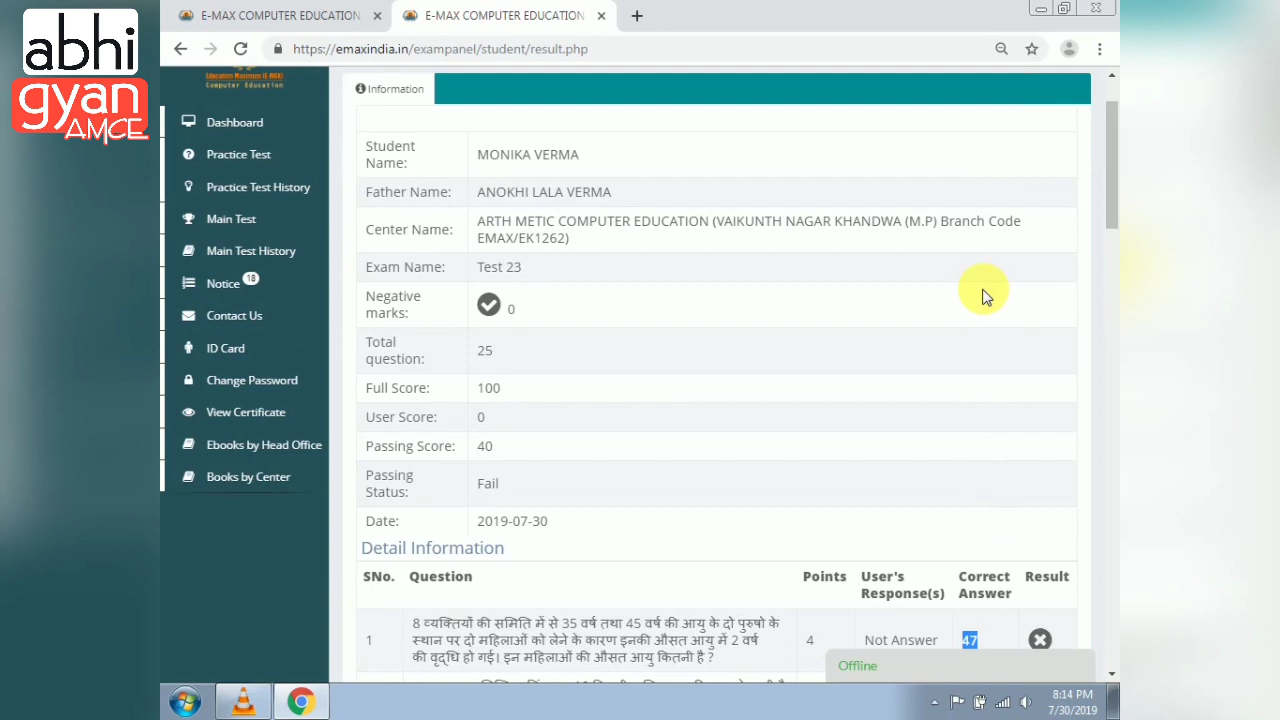 abhi
gyan
AMCE
E-MAX COMPUTER EDUCATION
E-MAX COMPUTER EDUCATION
https://emaxindia.in/exampanel/student/result.php
Education Maximum (E-MAX)
Computer Education
Dashboard
Practice Test
Practice Test History
Main Test
Main Test History
Notice 18
Contact Us
ID Card
Change Password
View Certificate
Ebooks by Head Office
Books by Center
Information
Student Name: MONIKA VERMA
Father Name: ANOKHI LALA VERMA
Center Name: ARTH METIC COMPUTER EDUCATION (VAIKUNTH NAGAR KHANDWA (M.P) Branch Code
EMAX/EK1262)
Exam Name: Test 23
Negative marks: 0
Total question: 25
Full Score: 100
User Score: 0
Passing Score: 40
Passing Status: Fail
Date: 2019-07-30
Detail Information
SNo. Question Points User's Response(s) Correct Answer Result
1 8 व्यक्तियों की समिति में से 35 वर्ष तथा 45 वर्ष की आयु के दो पुरुषो के
स्थान पर दो महिलाओं को लेने के कारण इनकी औसत आयु में 2 वर्ष
की वृद्धि हो गई। इन महिलाओं की औसत आयु कितनी है ?
4 Not Answer 47
Offline
8:14 PM
7/30/2019